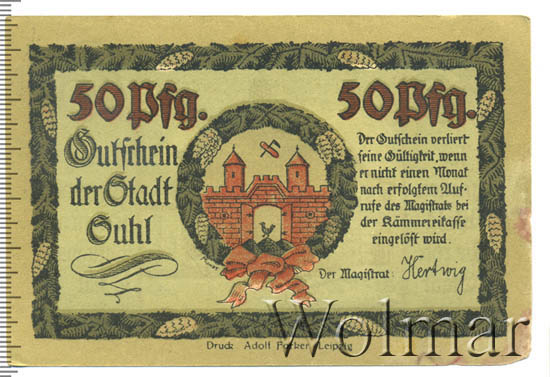 50 Pfg. 50 Pfg.
Gutschein
der Stadt
Suhl
Der Gutschein verliert
seine Gültigkeit, wenn
er nicht einen Monat
nach erfolgtem Auf-
rufe des Magistrats bei
der Kämmereikasse
eingelöst wird.
Der Magistrat: Hertwig
Druck Adolf Leipzig
Wolmar